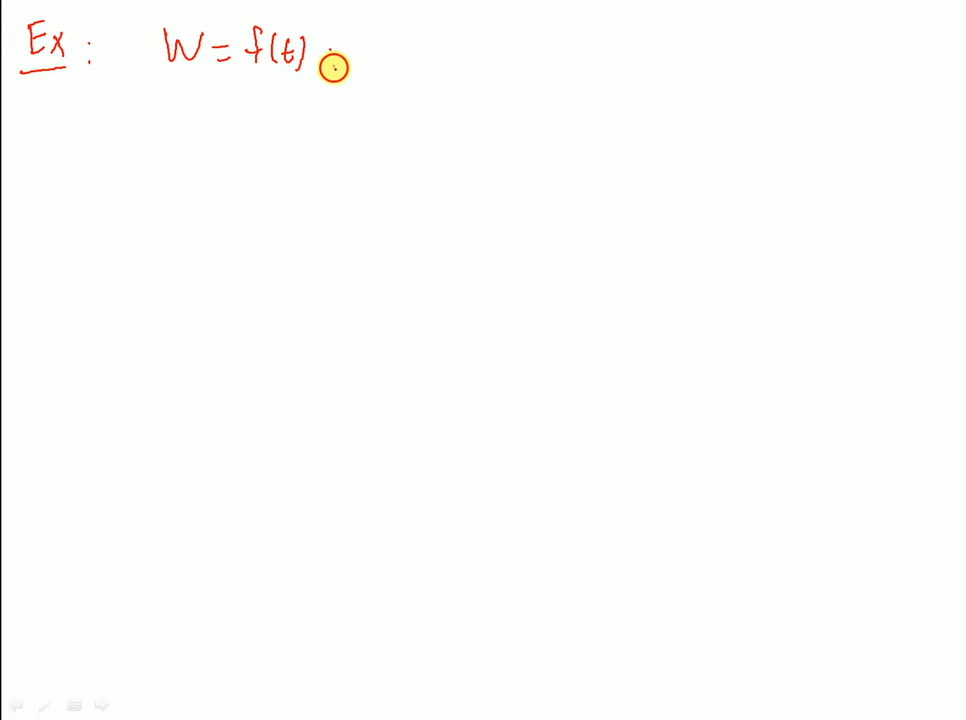 Ex : W = f(t) :